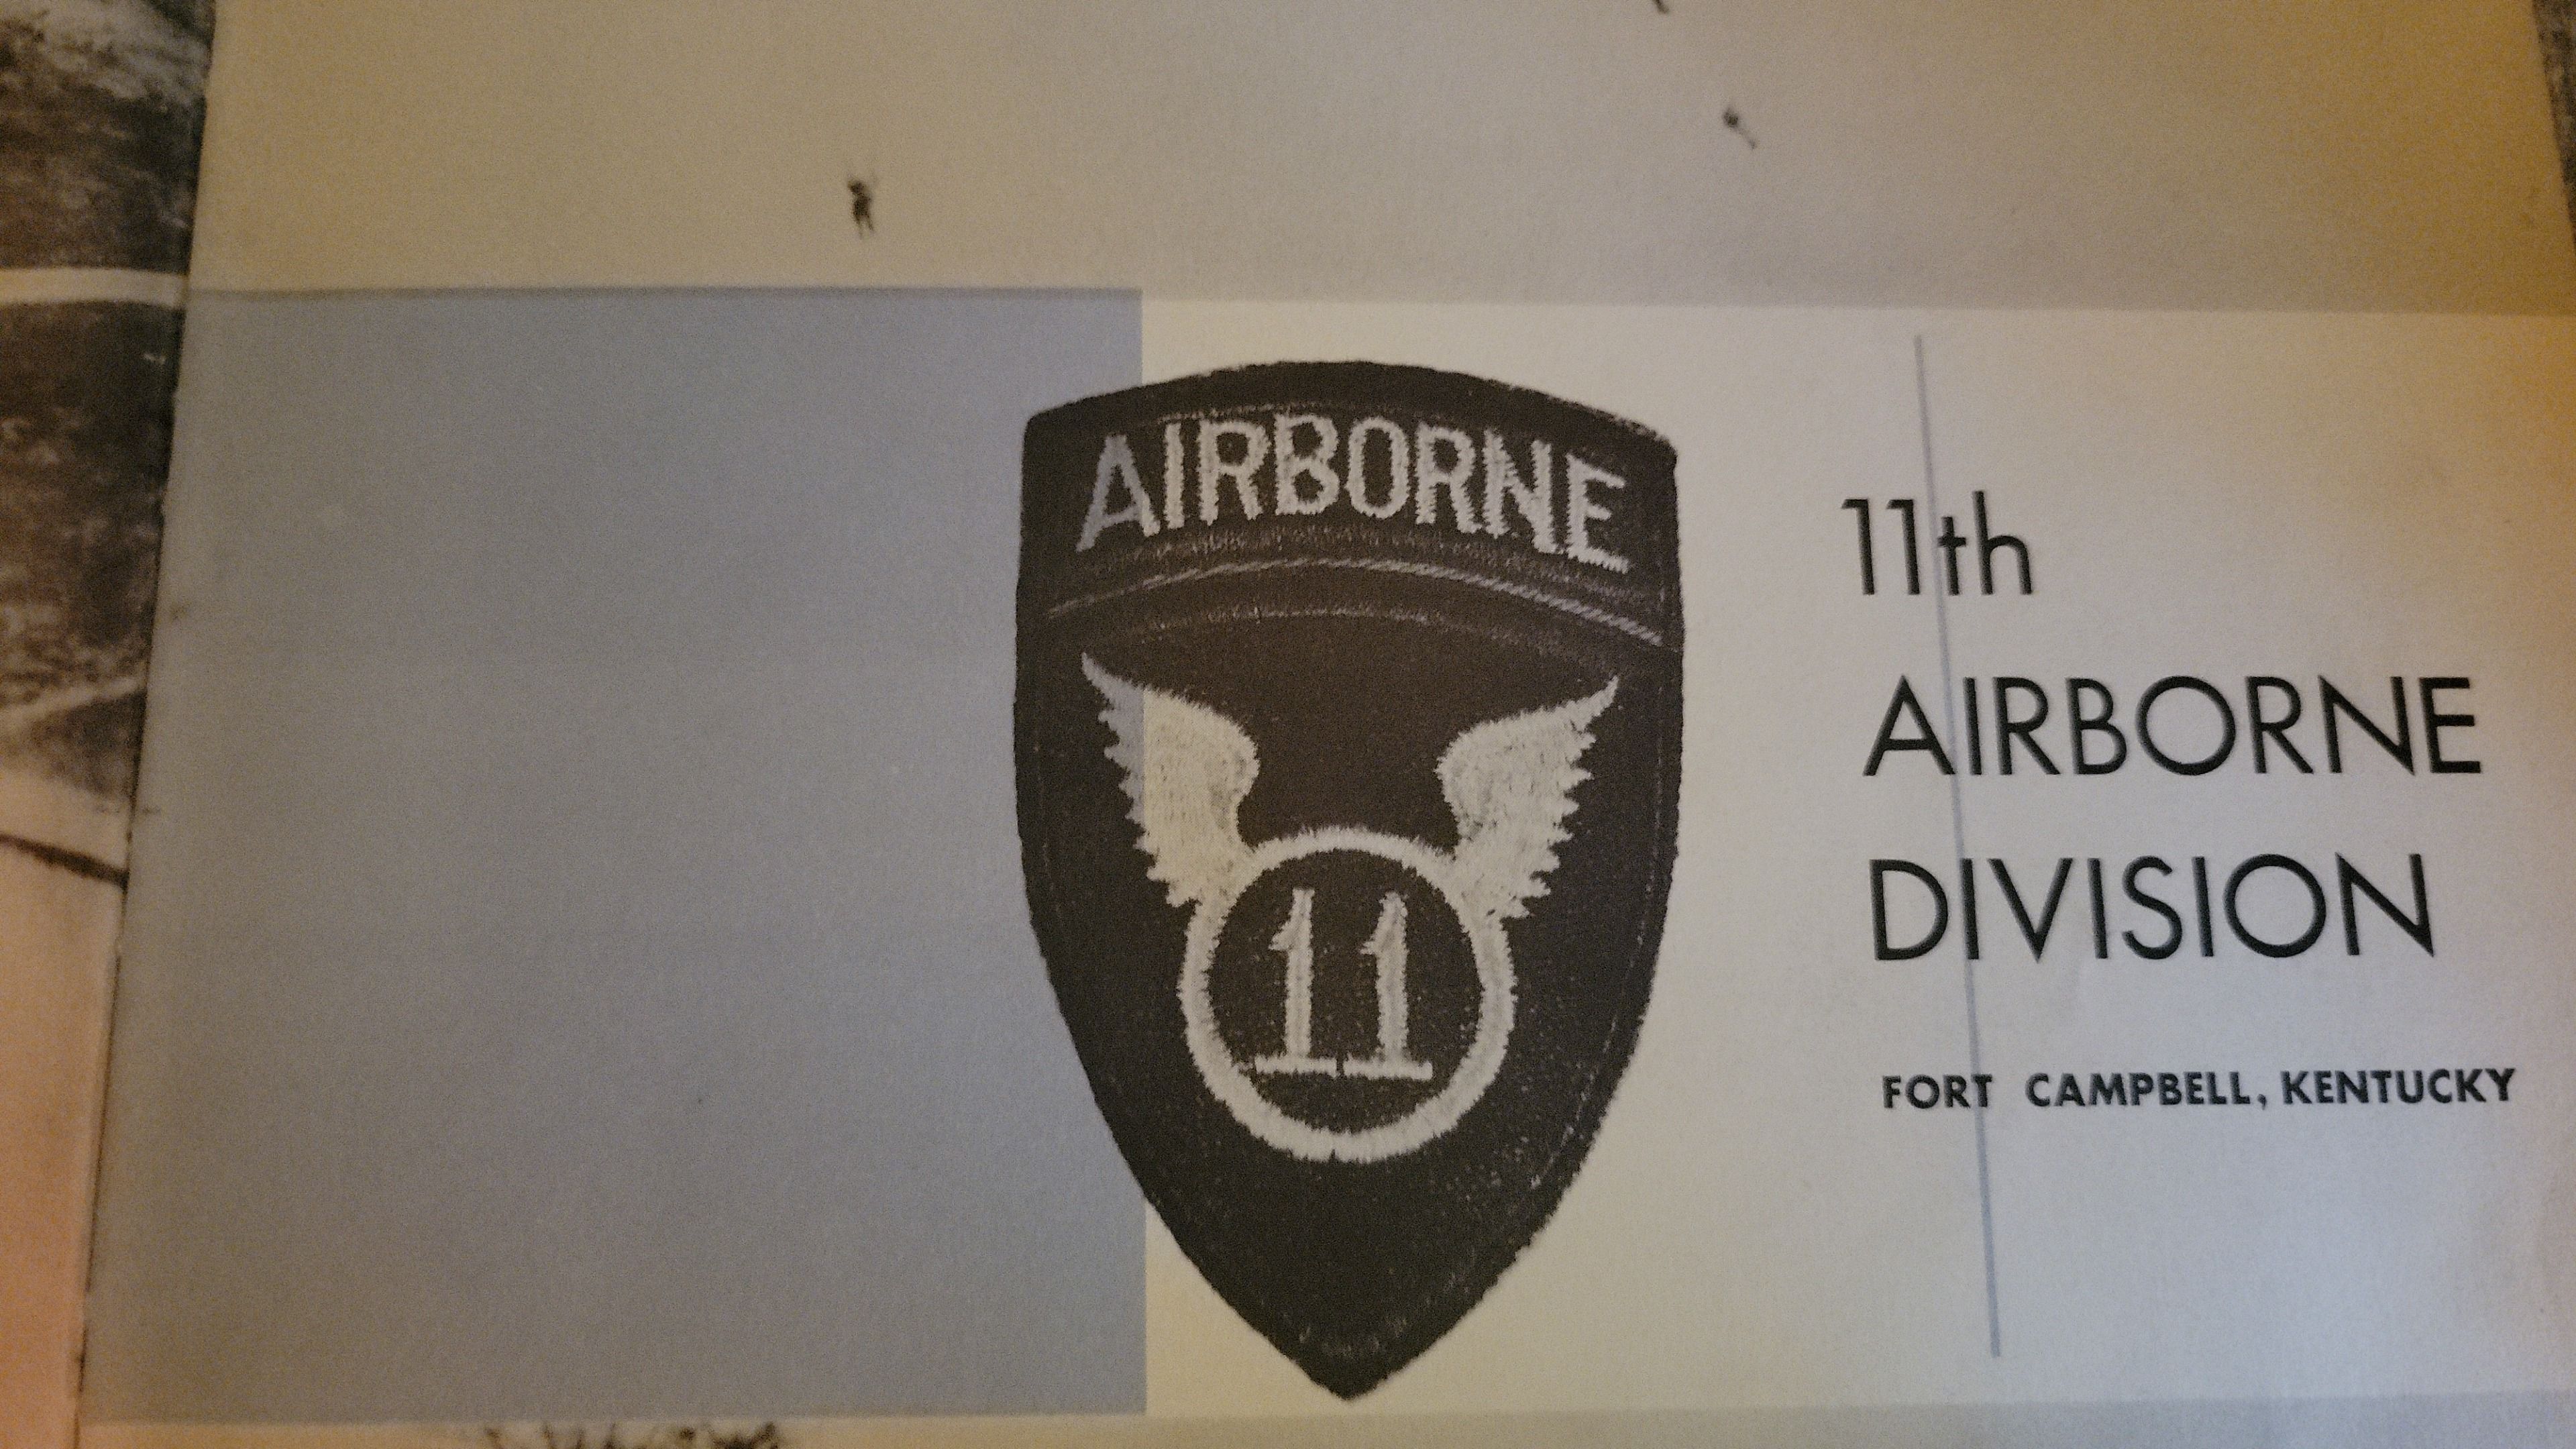 AIRBORNE
11
11th
AIRBORNE
DIVISION
FORT CAMPBELL, KENTUCKY